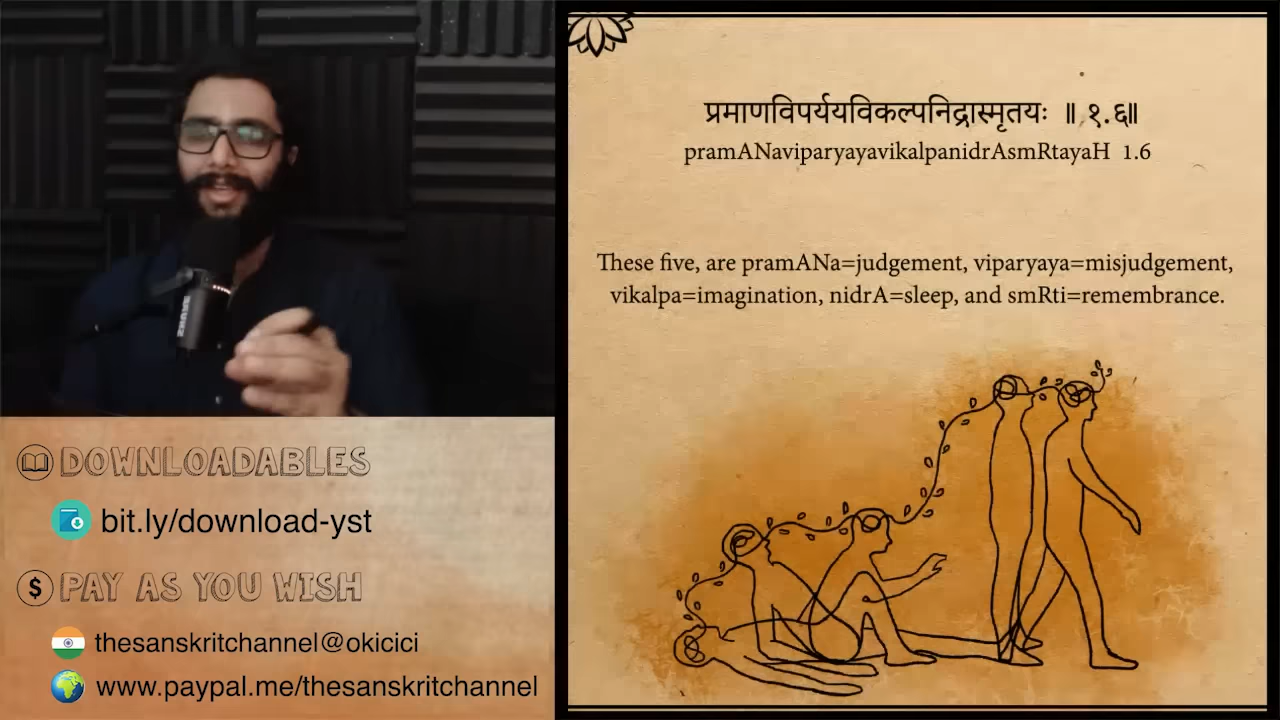 प्रमाणविपर्ययविकल्पनिद्रास्मृतयः ॥ १.६॥
pramANaviparyayavikalpanidrAsmRtayaH 1.6
These five, are pramANa=judgement, viparyaya=misjudgement,
vikalpa=imagination, nidrA=sleep, and smRti=remembrance.
DOWNLOADABLES
bit.ly/download-yst
$ PAY AS YOU WISH
thesanskritchannel@okicici
www.paypal.me/thesanskritchannel